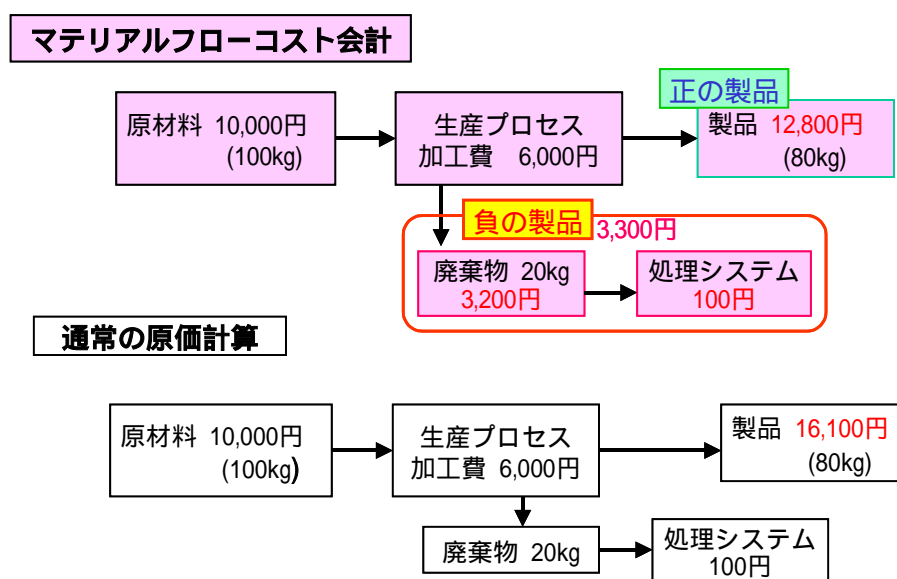 マテリアルフローコスト会計
正の製品
原材料 10,000円
(100kg)
生産プロセス
加工費 6,000円
製品 12,800円
(80kg)
負の製品 3,300円
廃棄物 20kg
3,200円
処理システム
100円
通常の原価計算
原材料 10,000円
(100kg)
生産プロセス
加工費 6,000円
製品 16,100円
(80kg)
廃棄物 20kg
処理システム
100円